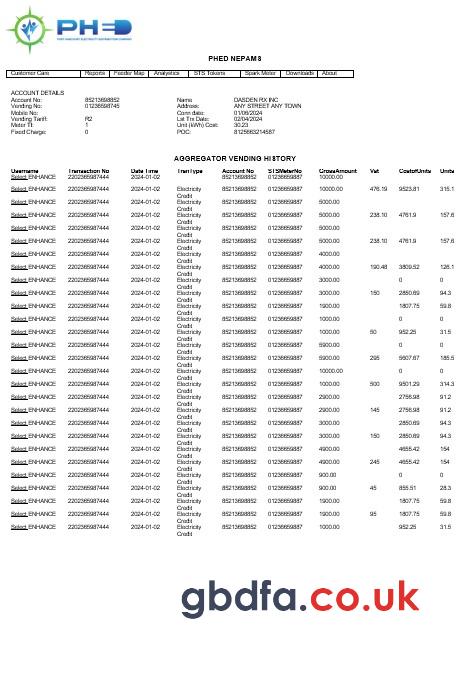 PHED
PORT HARCOURT ELECTRICITY DISTRIBUTION COMPANY
PHED NEPAMS
Customer Care Reports Feeder Map Analystics STS Tokens Spark Meter Downloads About
ACCOUNT DETAILS
Account No: 85213698852 Name DASDEN RX INC
Vending No: 01236598745 Address: ANY STREET ANY TOWN
Mobile No: Conn date: 01/06/2024
Vending Tariff: R2 Lst Trx Date: 02/04/2024
Meter Tt: 1 Unit (kWh) Cost: 30.23
Fixed Charge: 0 POC: 8125663214587
AGGREGATOR VENDING HISTORY
Username Transaction No Date Time TranType Account No STSMeterNo GrossAmount Vat CostofUnits Units
Select ENHANCE 2202365987444 2024-01-02 85213698852 01236659887 10000.00
Select ENHANCE 2202365987444 2024-01-02 Electricity 85213698852 01236659887 10000.00 476.19 9523.81 315.1
Credit
Select ENHANCE 2202365987444 2024-01-02 Electricity 85213698852 01236659887 5000.00
Credit
Select ENHANCE 2202365987444 2024-01-02 Electricity 85213698852 01236659887 5000.00 238.10 4761.9 157.6
Credit
Select ENHANCE 2202365987444 2024-01-02 Electricity 85213698852 01236659887 5000.00
Credit
Select ENHANCE 2202365987444 2024-01-02 Electricity 85213698852 01236659887 5000.00 238.10 4761.9 157.6
Credit
Select ENHANCE 2202365987444 2024-01-02 Electricity 85213698852 01236659887 4000.00
Credit
Select ENHANCE 2202365987444 2024-01-02 Electricity 85213698852 01236659887 4000.00 190.48 3809.52 126.1
Credit
Select ENHANCE 2202365987444 2024-01-02 Electricity 85213698852 01236659887 3000.00 0 0
Credit
Select ENHANCE 2202365987444 2024-01-02 Electricity 85213698852 01236659887 3000.00 150 2850.69 94.3
Credit
Select ENHANCE 2202365987444 2024-01-02 Electricity 85213698852 01236659887 1900.00 1807.75 59.8
Credit
Select ENHANCE 2202365987444 2024-01-02 Electricity 85213698852 01236659887 1000.00 0 0
Credit
Select ENHANCE 2202365987444 2024-01-02 Electricity 85213698852 01236659887 1000.00 50 952.25 31.5
Credit
Select ENHANCE 2202365987444 2024-01-02 Electricity 85213698852 01236659887 5900.00 0 0
Credit
Select ENHANCE 2202365987444 2024-01-02 Electricity 85213698852 01236659887 5900.00 295 5607.67 185.5
Credit
Select ENHANCE 2202365987444 2024-01-02 Electricity 85213698852 01236659887 10000.00 0 0
Credit
Select ENHANCE 2202365987444 2024-01-02 Electricity 85213698852 01236659887 1000.00 500 9501.29 314.3
Credit
Select ENHANCE 2202365987444 2024-01-02 Electricity 85213698852 01236659887 2900.00 2756.98 91.2
Credit
Select ENHANCE 2202365987444 2024-01-02 Electricity 85213698852 01236659887 2900.00 145 2756.98 91.2
Credit
Select ENHANCE 2202365987444 2024-01-02 Electricity 85213698852 01236659887 3000.00 2850.69 94.3
Credit
Select ENHANCE 2202365987444 2024-01-02 Electricity 85213698852 01236659887 3000.00 150 2850.69 94.3
Credit
Select ENHANCE 2202365987444 2024-01-02 Electricity 85213698852 01236659887 4900.00 4655.42 154
Credit
Select ENHANCE 2202365987444 2024-01-02 Electricity 85213698852 01236659887 4900.00 245 4655.42 154
Credit
Select ENHANCE 2202365987444 2024-01-02 Electricity 85213698852 01236659887 900.00 0 0
Credit
Select ENHANCE 2202365987444 2024-01-02 Electricity 85213698852 01236659887 900.00 45 855.51 28.3
Credit
Select ENHANCE 2202365987444 2024-01-02 Electricity 85213698852 01236659887 1900.00 1807.75 59.8
Credit
Select ENHANCE 2202365987444 2024-01-02 Electricity 85213698852 01236659887 1900.00 95 1807.75 59.8
Credit
Select ENHANCE 2202365987444 2024-01-02 Electricity 85213698852 01236659887 1000.00 952.25 31.5
Credit
gbdfa.co.uk